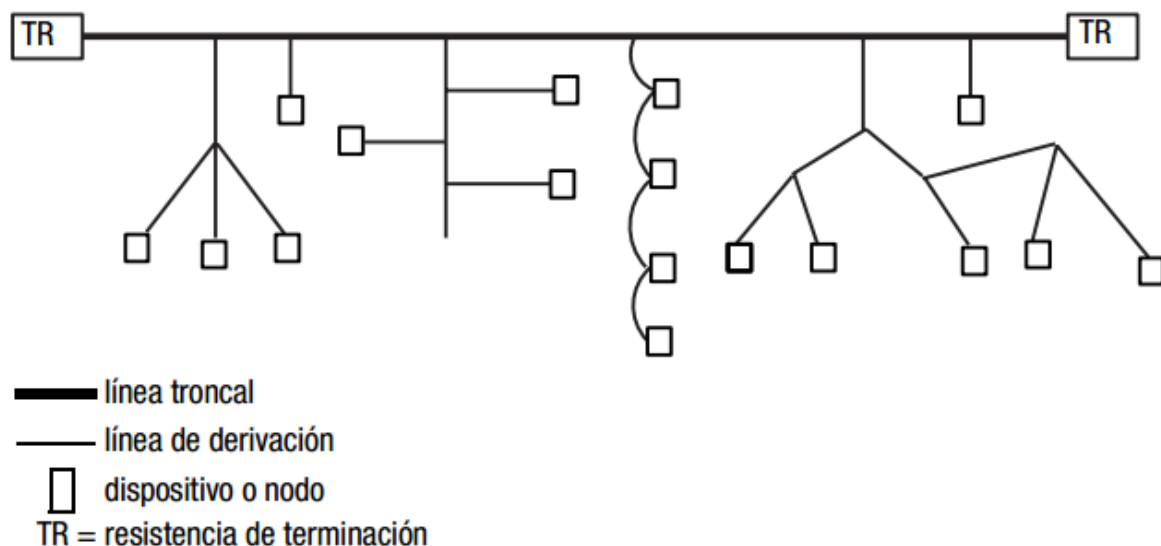 TR
TR
línea troncal
línea de derivación
dispositivo o nodo
TR = resistencia de terminación